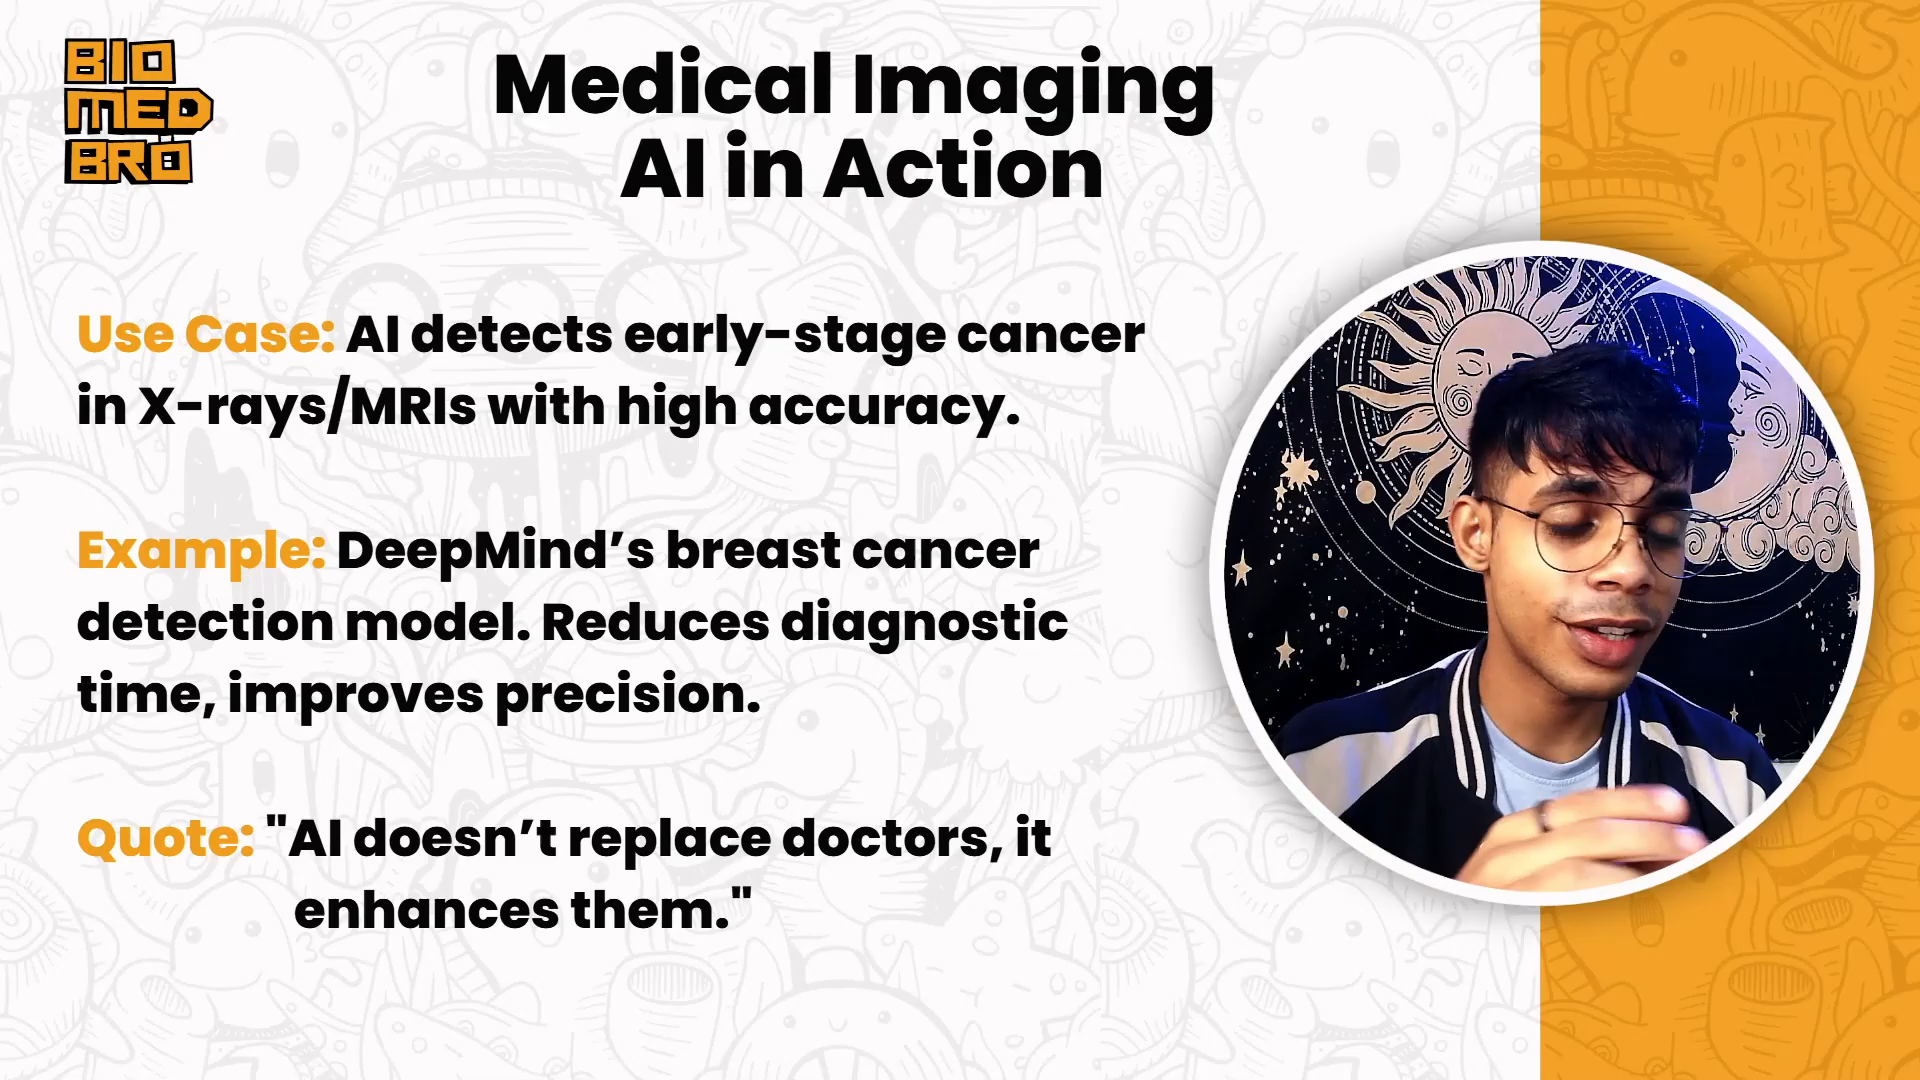 BIO
MED
BRO
Medical Imaging
AI in Action
Use Case: AI detects early-stage cancer
in X-rays/MRIs with high accuracy.
Example: DeepMind’s breast cancer
detection model. Reduces diagnostic
time, improves precision.
Quote: "AI doesn’t replace doctors, it
enhances them."